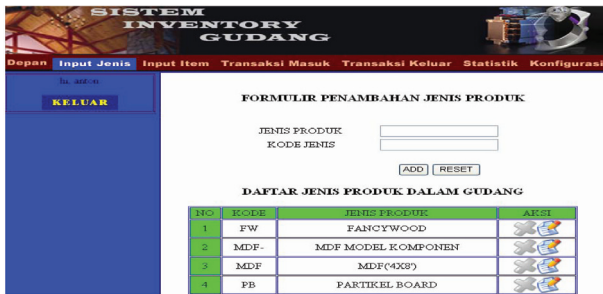 SISTEM
INVENTORY
GUDANG
Depan Input Jenis Input Item Transaksi Masuk Transaksi Keluar Statistik Konfigurasi
hi, anton
KELUAR
FORMULIR PENAMBAHAN JENIS PRODUK
JENIS PRODUK
KODE JENIS
ADD RESET
DAFTAR JENIS PRODUK DALAM GUDANG
NO KODE JENIS PRODUK AKSI
1 FW FANCYWOOD
2 MDF- MDF MODEL KOMPONEN
3 MDF MDF('4X8')
4 PB PARTIKEL BOARD